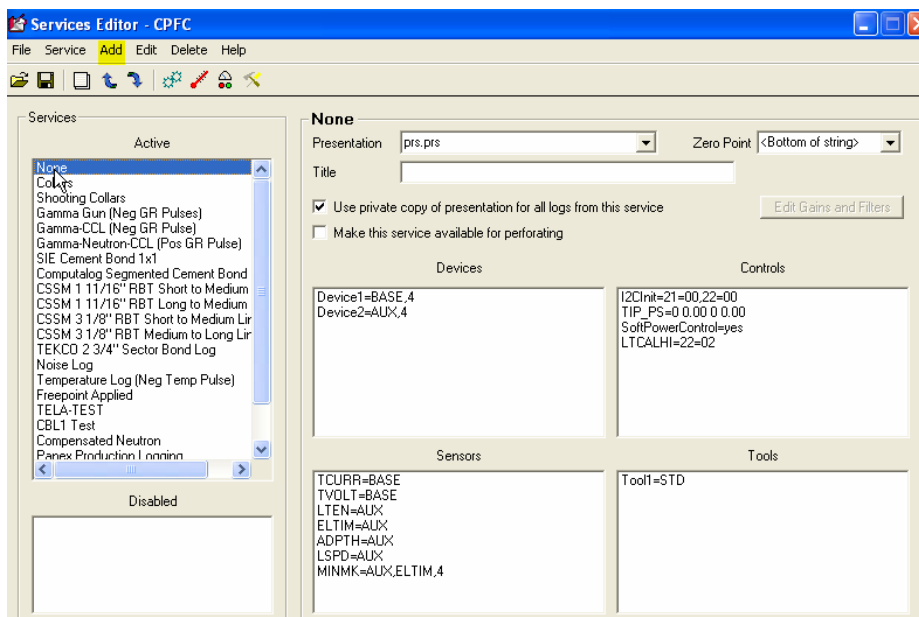 Services Editor - CPFC
File Service Add Edit Delete Help
Services
Active
None
Collars
Shooting Collars
Gamma Gun (Neg GR Pulses)
Gamma-CCL (Neg GR Pulse)
Gamma-Neutron-CCL (Pos GR Pulse)
SIE Cement Bond 1x1
Computalog Segmented Cement Bond
CSSM 1 11/16" RBT Short to Medium
CSSM 1 11/16" RBT Long to Medium
CSSM 3 1/8" RBT Short to Medium Lir
CSSM 3 1/8" RBT Medium to Long Lir
TEKCO 2 3/4" Sector Bond Log
Noise Log
Temperature Log (Neg Temp Pulse)
Freepoint Applied
TELA-TEST
CBL1 Test
Compensated Neutron
Panex Production Logging
Disabled
None
Presentation prs.prs Zero Point <Bottom of string>
Title
Use private copy of presentation for all logs from this service Edit Gains and Filters
Make this service available for perforating
Devices
Device1=BASE,4
Device2=AUX,4
Controls
I2CInit=21=00,22=00
TIP_PS=0 0.00 0 0.00
SoftPowerControl=yes
LTCALHI=22=02
Sensors
TCURR=BASE
TVOLT=BASE
LTEN=AUX
ELTIM=AUX
ADPTH=AUX
LSPD=AUX
MINMK=AUX,ELTIM,4
Tools
Tool1=STD